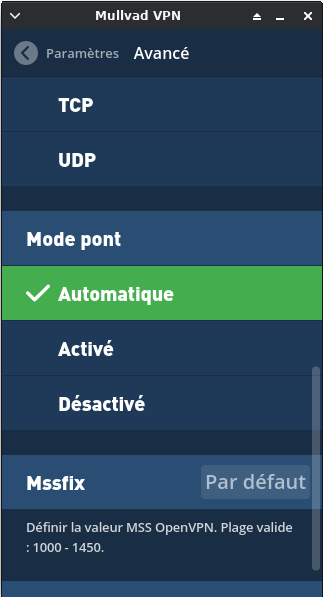 Mullvad VPN
Paramètres Avancé
TCP
UDP
Mode pont
Automatique
Activé
Désactivé
Mssfix Par défaut
Définir la valeur MSS OpenVPN. Plage valide
: 1000 - 1450.